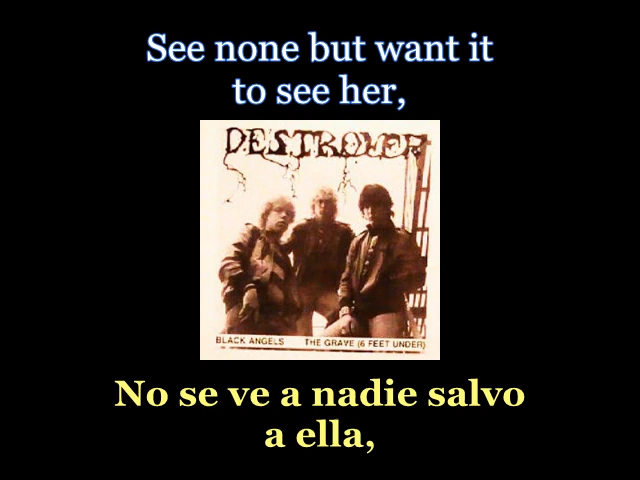 See none but want it
to see her,
DESTROYER
BLACK ANGELS THE GRAVE (6 FEET UNDER)
No se ve a nadie salvo
a ella,